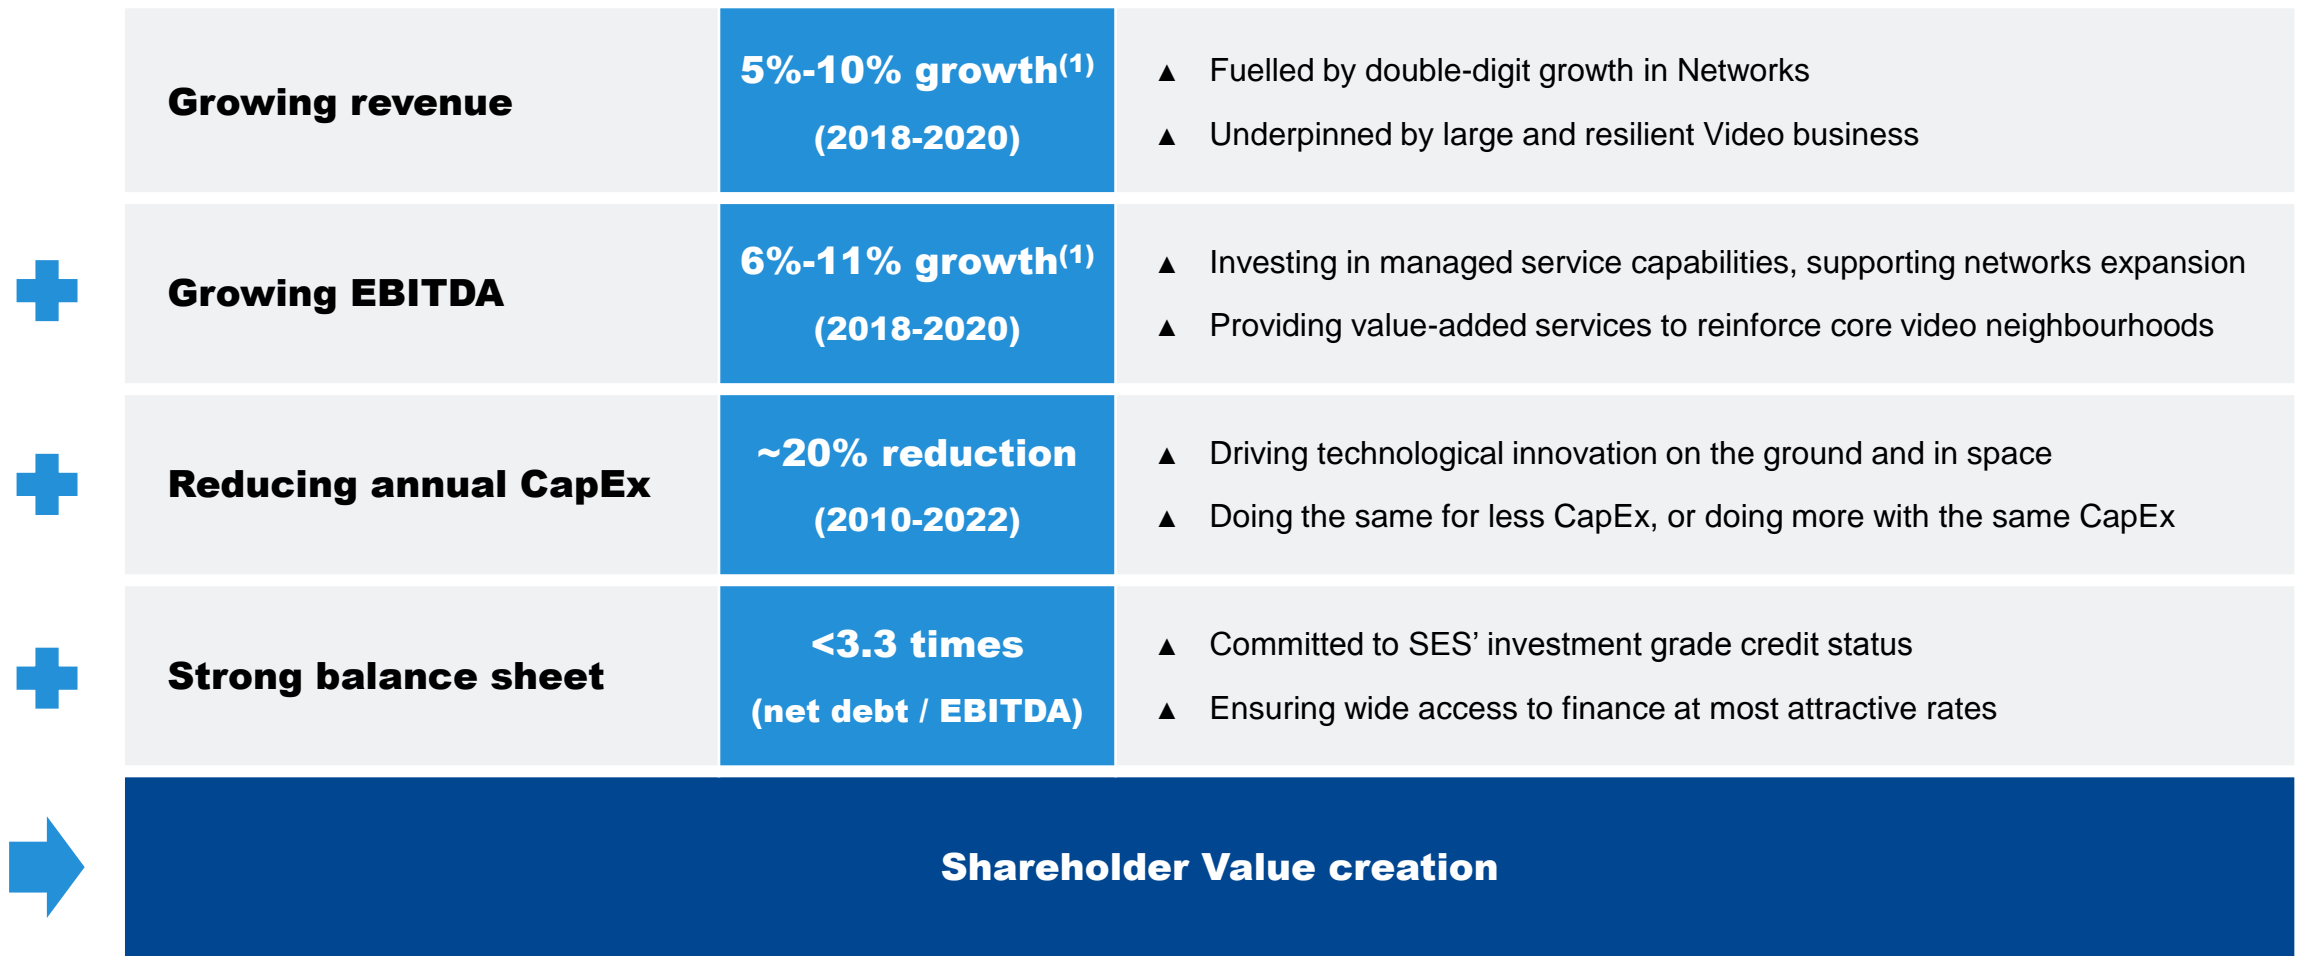 Growing revenue
5%-10% growth(1)
(2018-2020)
▲ Fuelled by double-digit growth in Networks
▲ Underpinned by large and resilient Video business
Growing EBITDA
6%-11% growth(1)
(2018-2020)
▲ Investing in managed service capabilities, supporting networks expansion
▲ Providing value-added services to reinforce core video neighbourhoods
Reducing annual CapEx
~20% reduction
(2010-2022)
▲ Driving technological innovation on the ground and in space
▲ Doing the same for less CapEx, or doing more with the same CapEx
Strong balance sheet
<3.3 times
(net debt / EBITDA)
▲ Committed to SES’ investment grade credit status
▲ Ensuring wide access to finance at most attractive rates
Shareholder Value creation